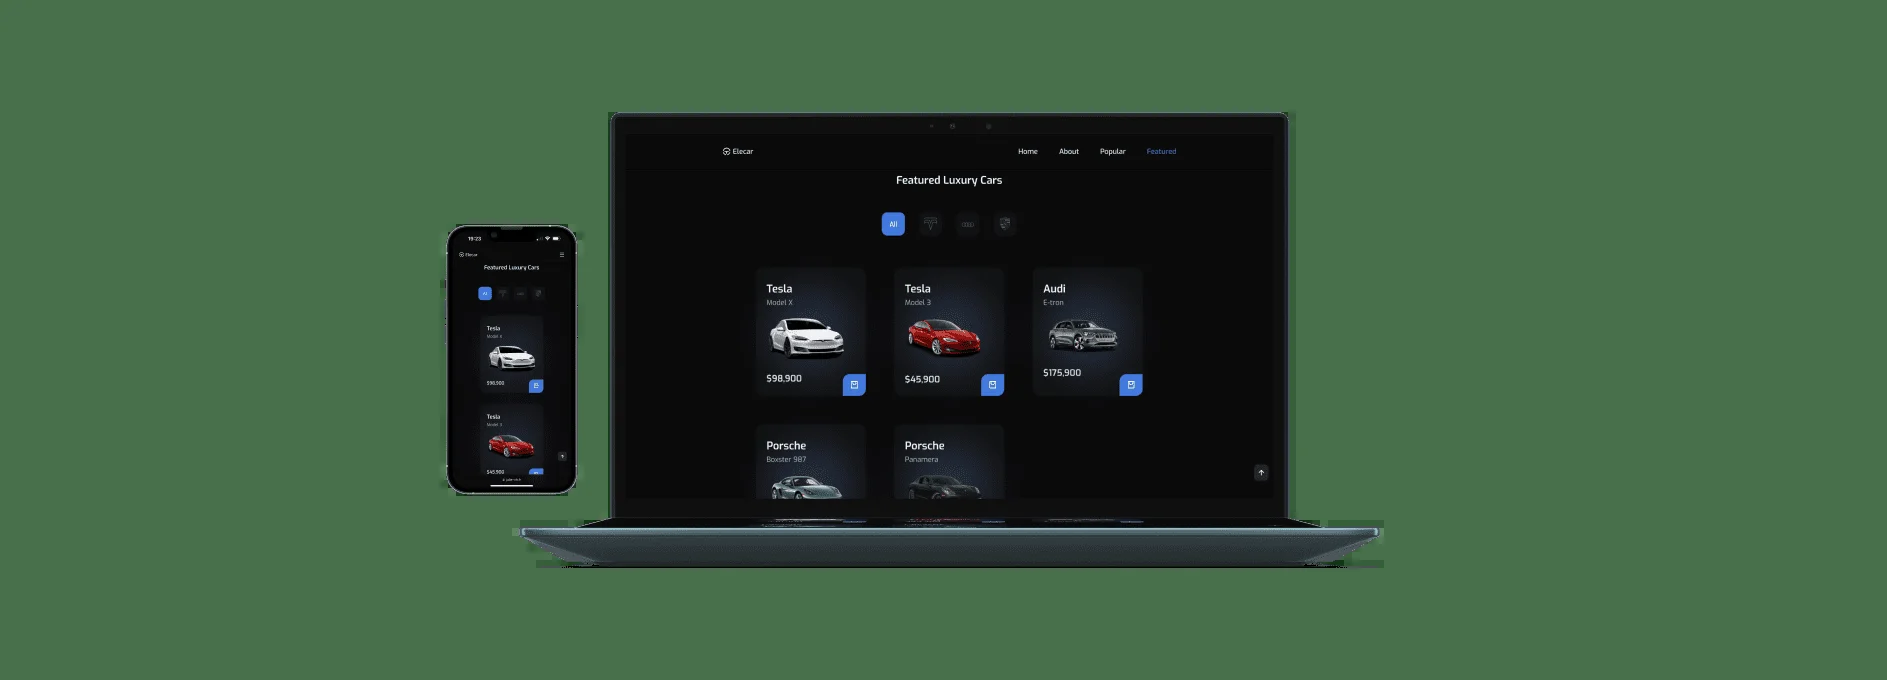 Elecar
Home About Popular Featured
Featured Luxury Cars
All
Tesla
Model X
$98,900
Tesla
Model 3
$45,900
Audi
E-tron
$175,900
Porsche
Boxster 987
Porsche
Panamera
19:23
Elecar
Featured Luxury Cars
All
Tesla
Model X
$98,900
Tesla
Model 3
$45,900